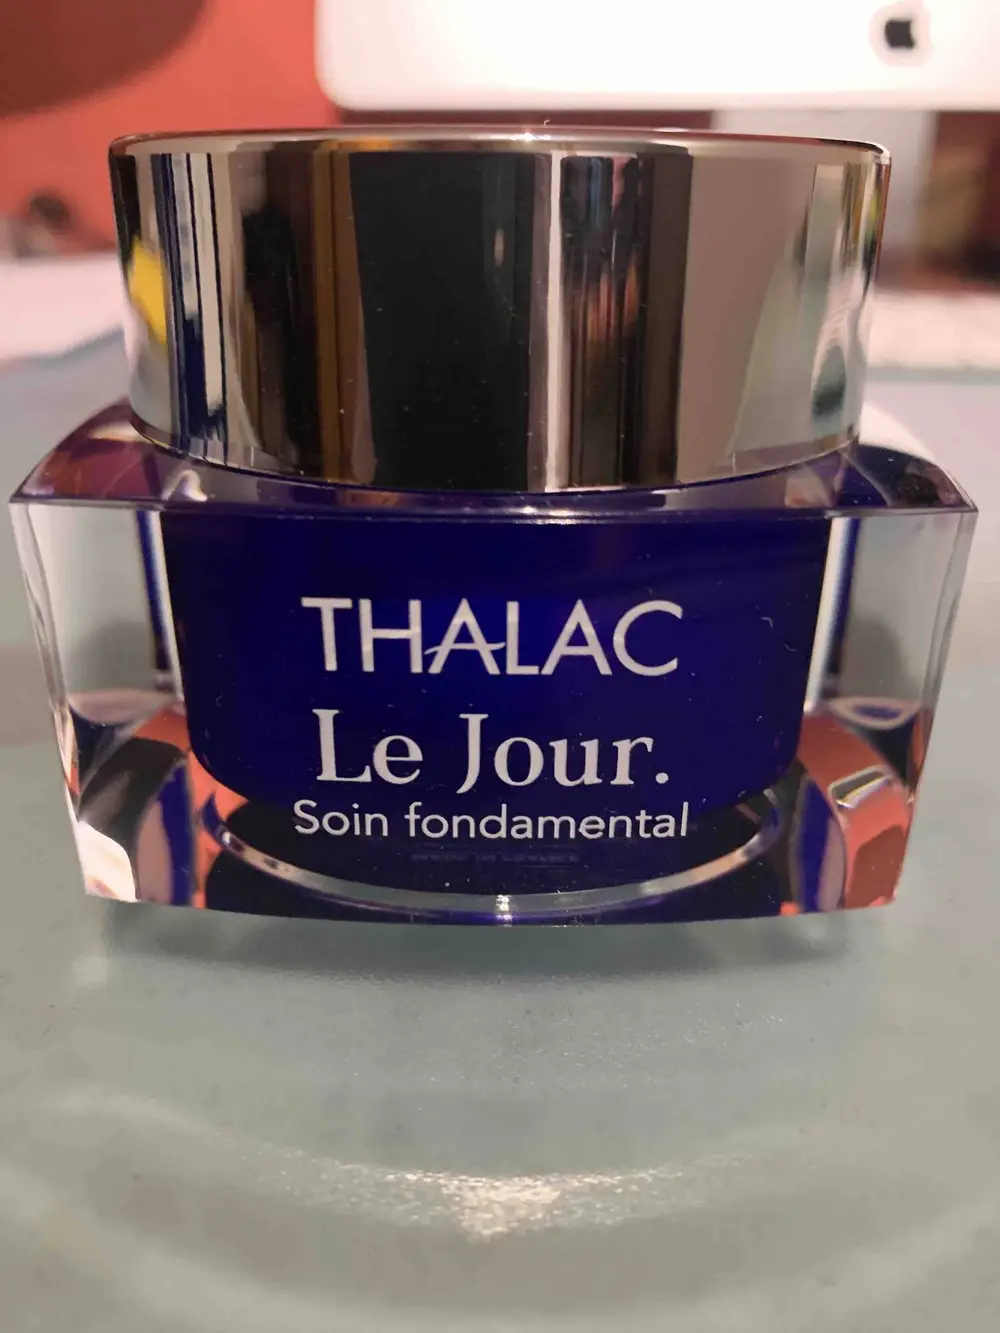 THALAC
Le Jour.
Soin fondamental